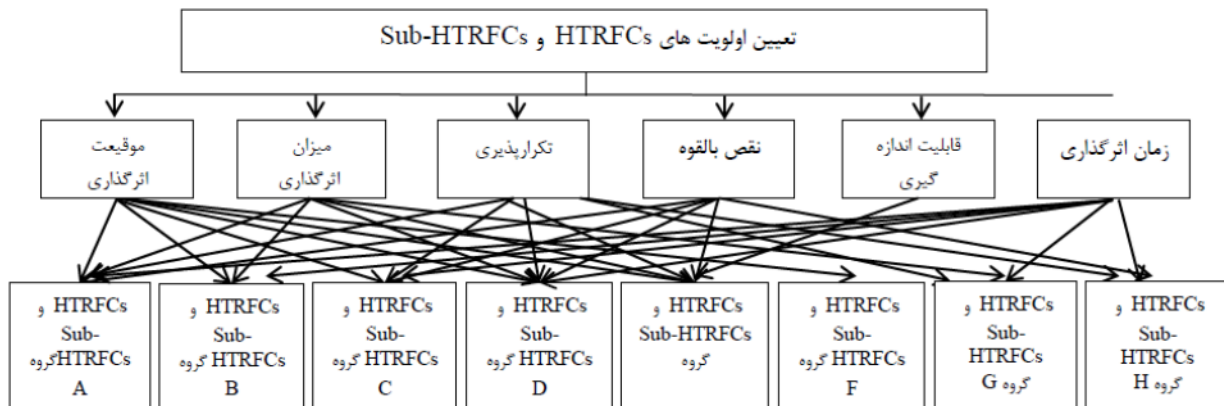 تعیین اولویت های HTRFCs و Sub-HTRFCs
موقیعت
اثرگذاری
میزان
اثرگذاری
تکرارپذیری
نقص بالقوه
قابلیت اندازه
گیری
زمان اثرگذاری
HTRFCs و
Sub-
HTRFCsگروه
A
HTRFCs و
Sub-
HTRFCs گروه
B
HTRFCs و
Sub-
HTRFCs گروه
C
HTRFCs و
Sub-
HTRFCs گروه
D
HTRFCs و
Sub-HTRFCs
گروه
HTRFCs و
Sub-
HTRFCs گروه
F
HTRFCs و
Sub-
HTRFCs
گروه G
HTRFCs و
Sub-
HTRFCs
گروه H